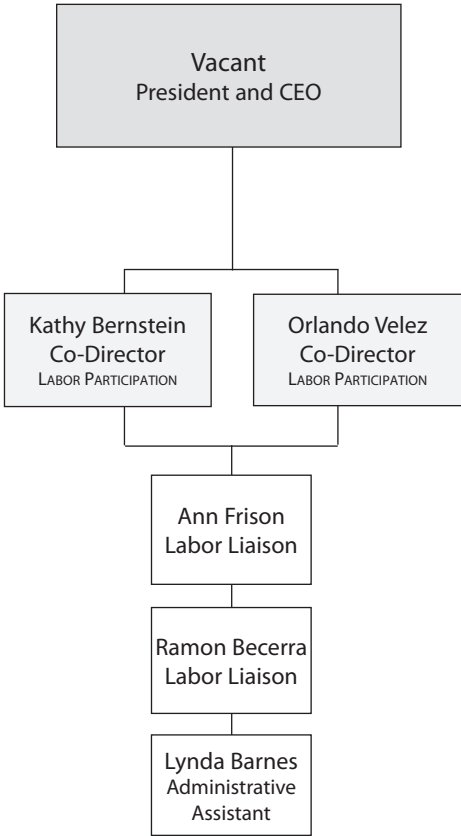 Vacant
President and CEO
Kathy Bernstein
Co-Director
LABOR PARTICIPATION
Orlando Velez
Co-Director
LABOR PARTICIPATION
Ann Frison
Labor Liaison
Ramon Becerra
Labor Liaison
Lynda Barnes
Administrative
Assistant